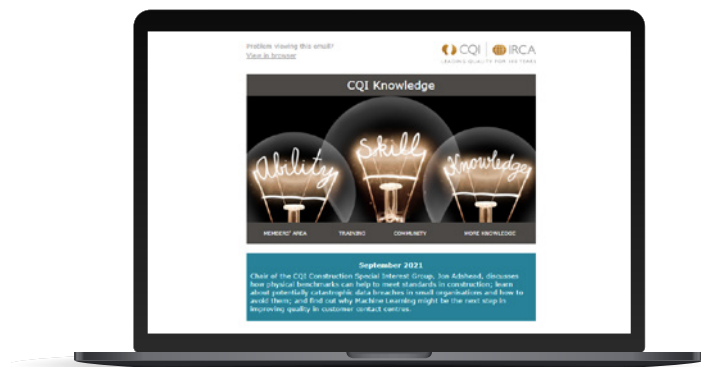 Problem viewing this email?
View in browser
CQI IRCA
LEADING QUALITY FOR 100 YEARS
CQI Knowledge
Ability
Skill
Knowledge
MEMBERS' AREA TRAINING COMMUNITY MORE KNOWLEDGE
September 2021
Chair of the CQI Construction Special Interest Group, Jon Adshead, discusses
how physical benchmarks can help to meet standards in construction; learn
about potentially catastrophic data breaches in small organisations and how to
avoid them; and find out why Machine Learning might be the next step in
improving quality in customer contact centres.